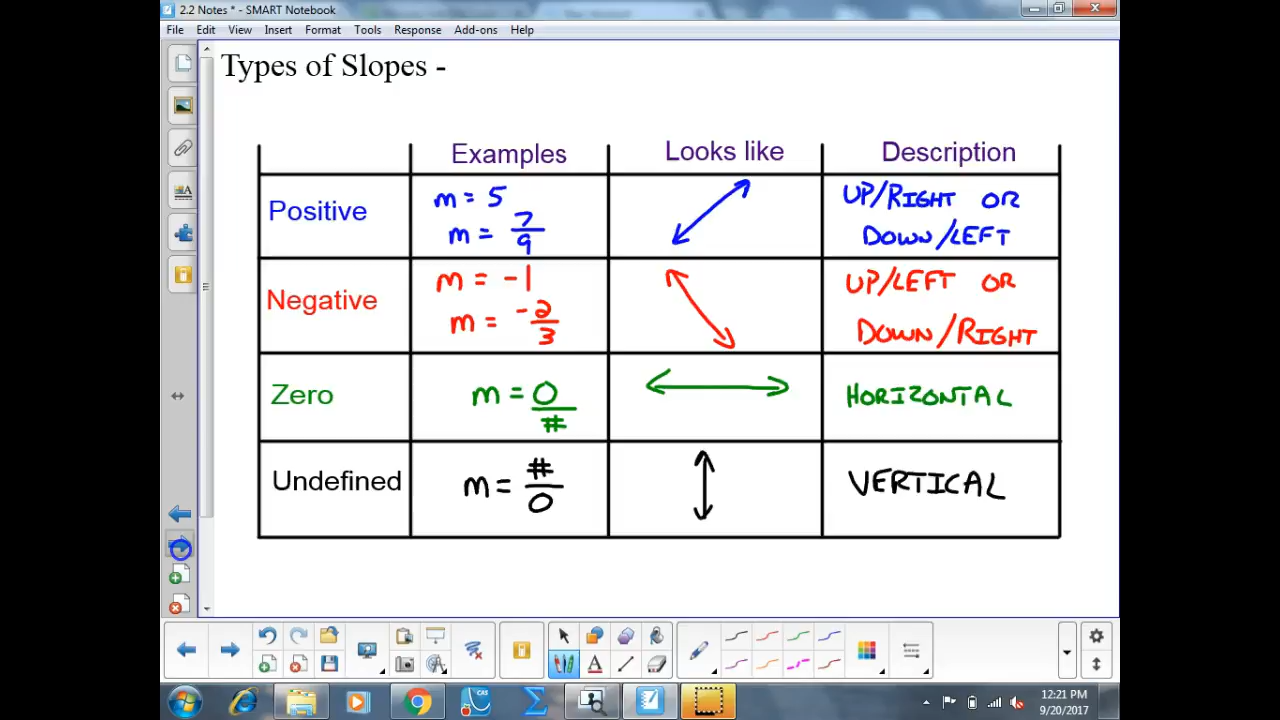 2.2 Notes * - SMART Notebook
File Edit View Insert Format Tools Response Add-ons Help
Types of Slopes -
Examples Looks like Description
Positive
m = 5
m = 7/9
UP/RIGHT OR
DOWN/LEFT
Negative
m = -1
m = -2/3
UP/LEFT OR
DOWN/RIGHT
Zero
m = 0/#
HORIZONTAL
Undefined
m = #/0
VERTICAL
12:21 PM
9/20/2017